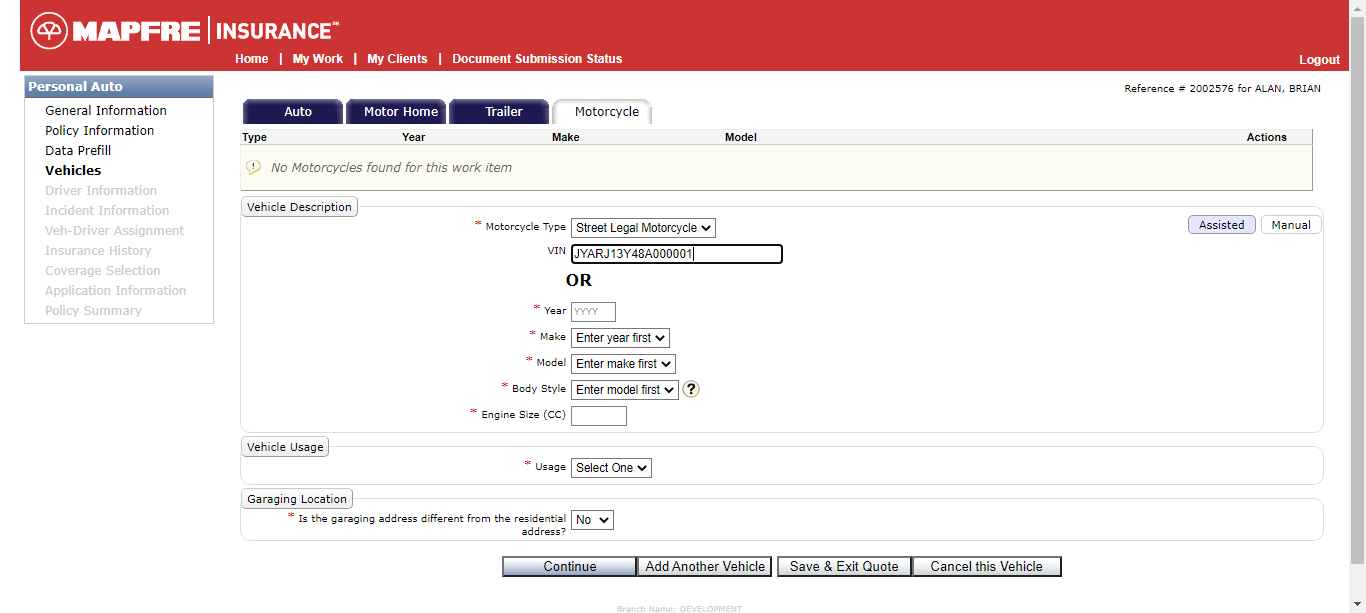 MAPFRE INSURANCE℠
Home | My Work | My Clients | Document Submission Status
Logout
Reference # 2002576 for ALAN, BRIAN
Personal Auto
General Information
Policy Information
Data Prefill
Vehicles
Driver Information
Incident Information
Veh-Driver Assignment
Insurance History
Coverage Selection
Application Information
Policy Summary
Auto Motor Home Trailer Motorcycle
Type Year Make Model Actions
! No Motorcycles found for this work item
Vehicle Description
* Motorcycle Type Street Legal Motorcycle
Assisted Manual
VIN JYARJ13Y48A000001
OR
* Year YYYY
* Make Enter year first
* Model Enter make first
* Body Style Enter model first ?
* Engine Size (CC)
Vehicle Usage
* Usage Select One
Garaging Location
* Is the garaging address different from the residential
address?
No
Continue Add Another Vehicle Save & Exit Quote Cancel this Vehicle
Branch Name: DEVELOPMENT